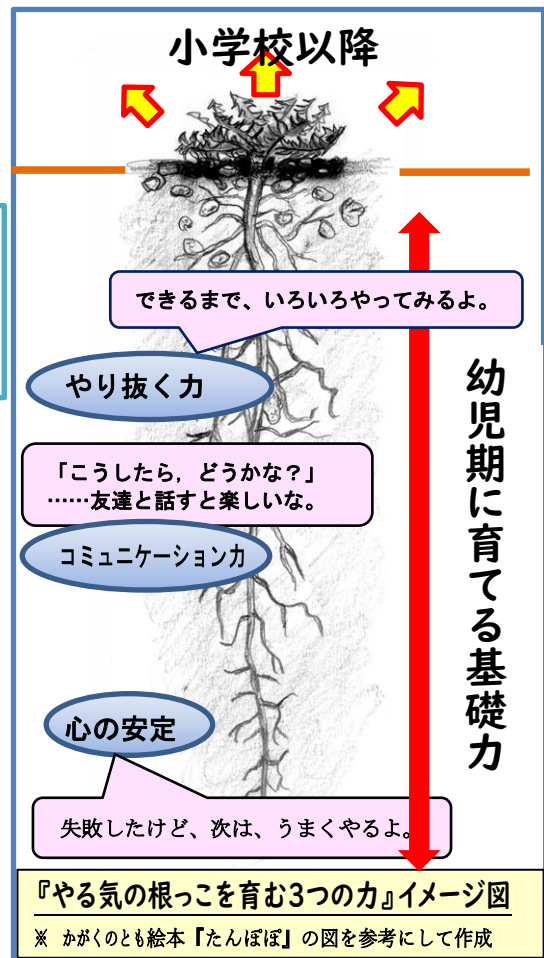 小学校以降
できるまで、いろいろやってみるよ。
やり抜く力
「こうしたら，どうかな？」
……友達と話すと楽しいな。
コミュニケーション力
心の安定
失敗したけど、次は、うまくやるよ。
幼児期に育てる基礎力
『やる気の根っこを育む3つの力』イメージ図
※ かがくのとも絵本『たんぽぽ』の図を参考にして作成